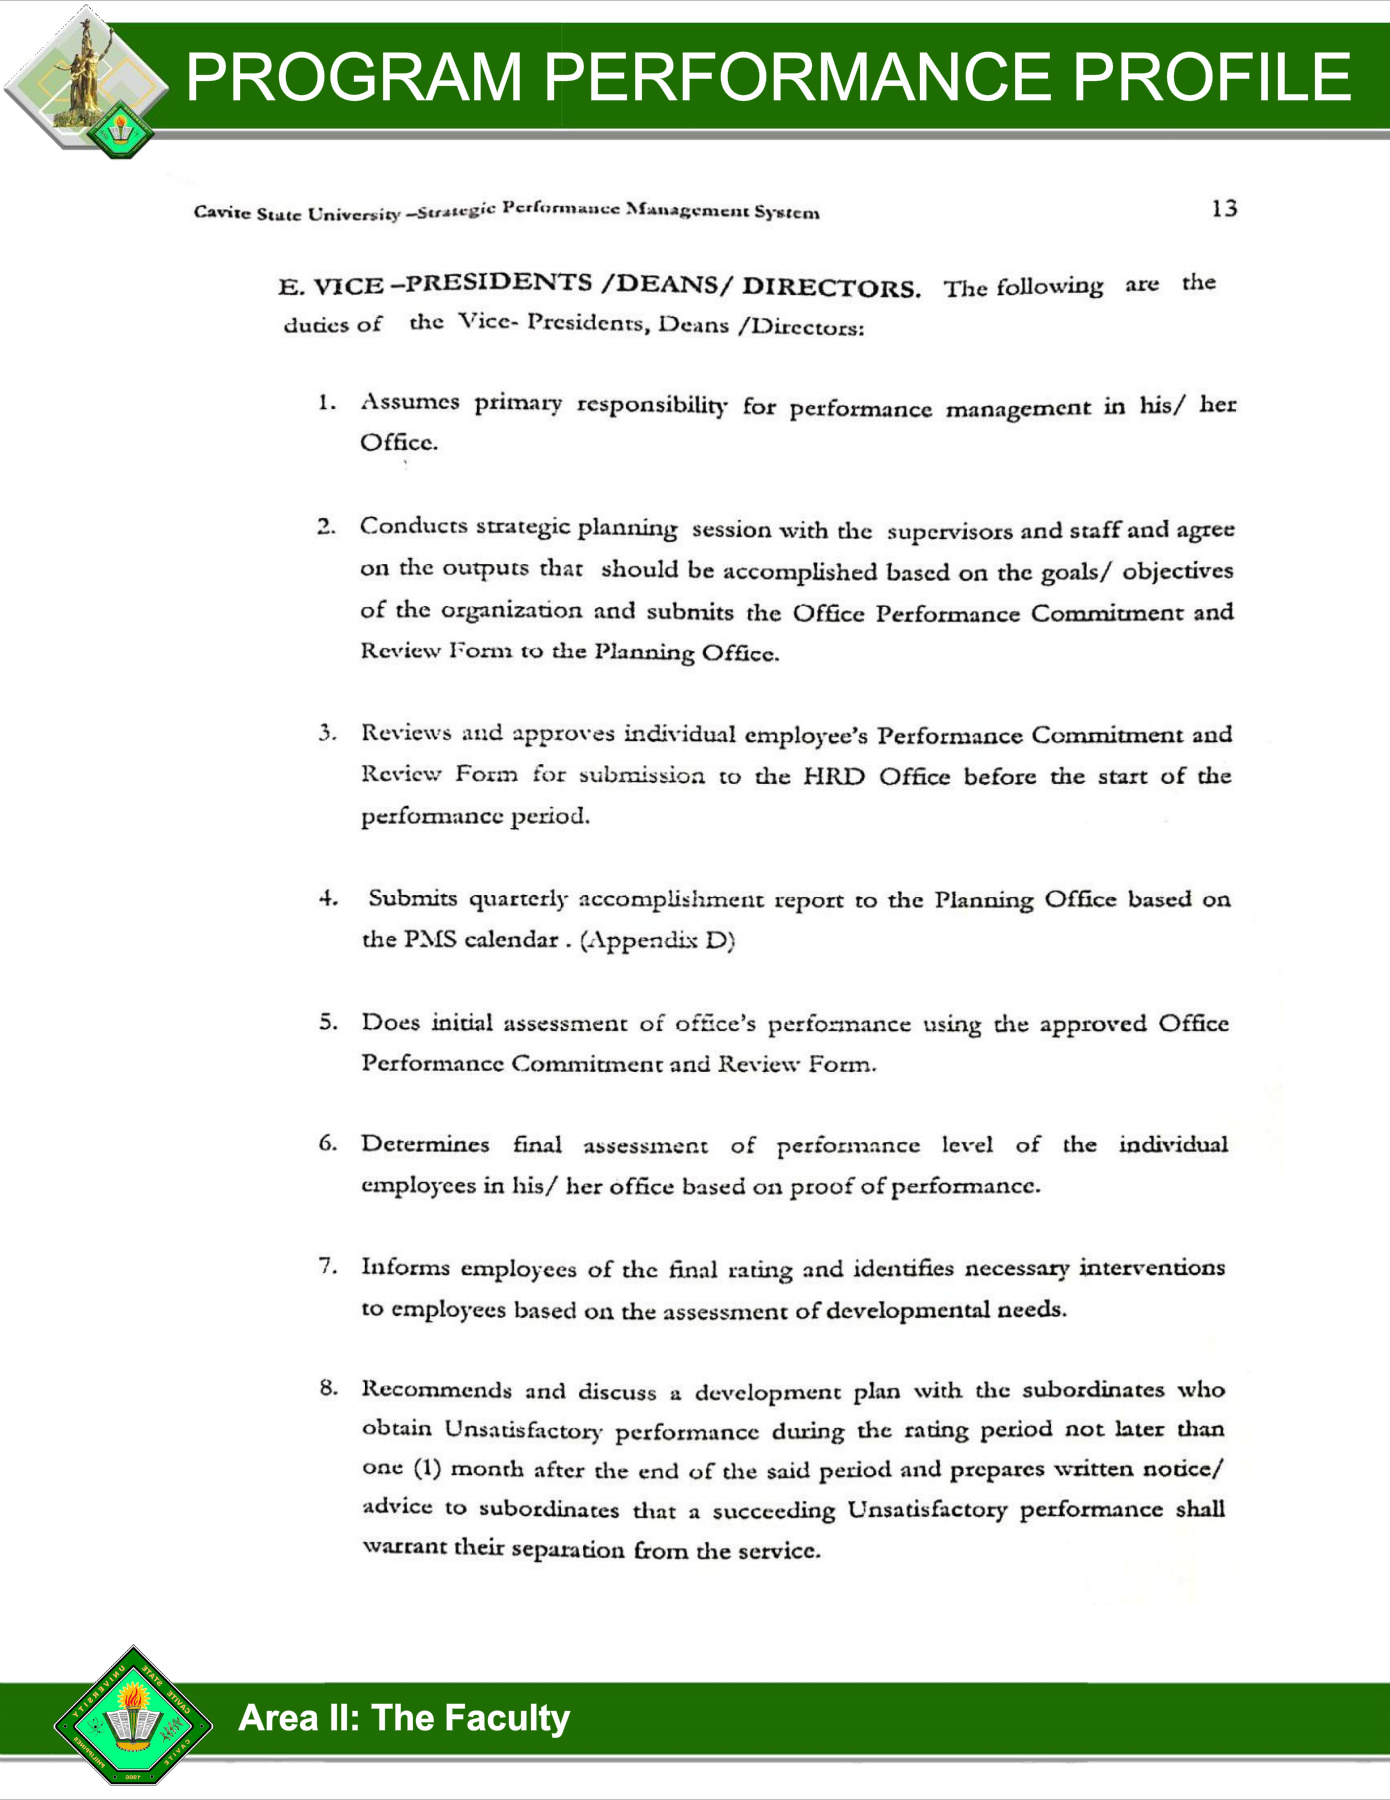 PROGRAM PERFORMANCE PROFILE
Cavite State University –Strategic Performance Management System 13
E. VICE –PRESIDENTS /DEANS/ DIRECTORS. The following are the
duties of the Vice- Presidents, Deans /Directors:
1. Assumes primary responsibility for performance management in his/ her
Office.
2. Conducts strategic planning session with the supervisors and staff and agree
on the outputs that should be accomplished based on the goals/ objectives
of the organization and submits the Office Performance Commitment and
Review Form to the Planning Office.
3. Reviews and approves individual employee's Performance Commitment and
Review Form for submission to the HRD Office before the start of the
performance period.
4. Submits quarterly accomplishment report to the Planning Office based on
the PMS calendar . (Appendix D)
5. Does initial assessment of office's performance using the approved Office
Performance Commitment and Review Form.
6. Determines final assessment of performance level of the individual
employees in his/ her office based on proof of performance.
7. Informs employees of the final rating and identifies necessary interventions
to employees based on the assessment of developmental needs.
8. Recommends and discuss a development plan with the subordinates who
obtain Unsatisfactory performance during the rating period not later than
one (1) month after the end of the said period and prepares written notice/
advice to subordinates that a succeeding Unsatisfactory performance shall
warrant their separation from the service.
CAVITE STATE UNIVERSITY
CAVITE PHILIPPINES
1906
Area II: The Faculty